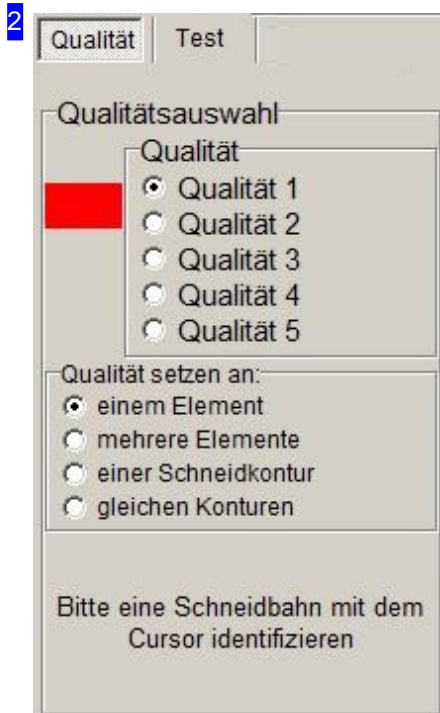 2
Qualität Test
Qualitätsauswahl
Qualität
Qualität 1
Qualität 2
Qualität 3
Qualität 4
Qualität 5
Qualität setzen an:
einem Element
mehrere Elemente
einer Schneidkontur
gleichen Konturen
Bitte eine Schneidbahn mit dem
Cursor identifizieren